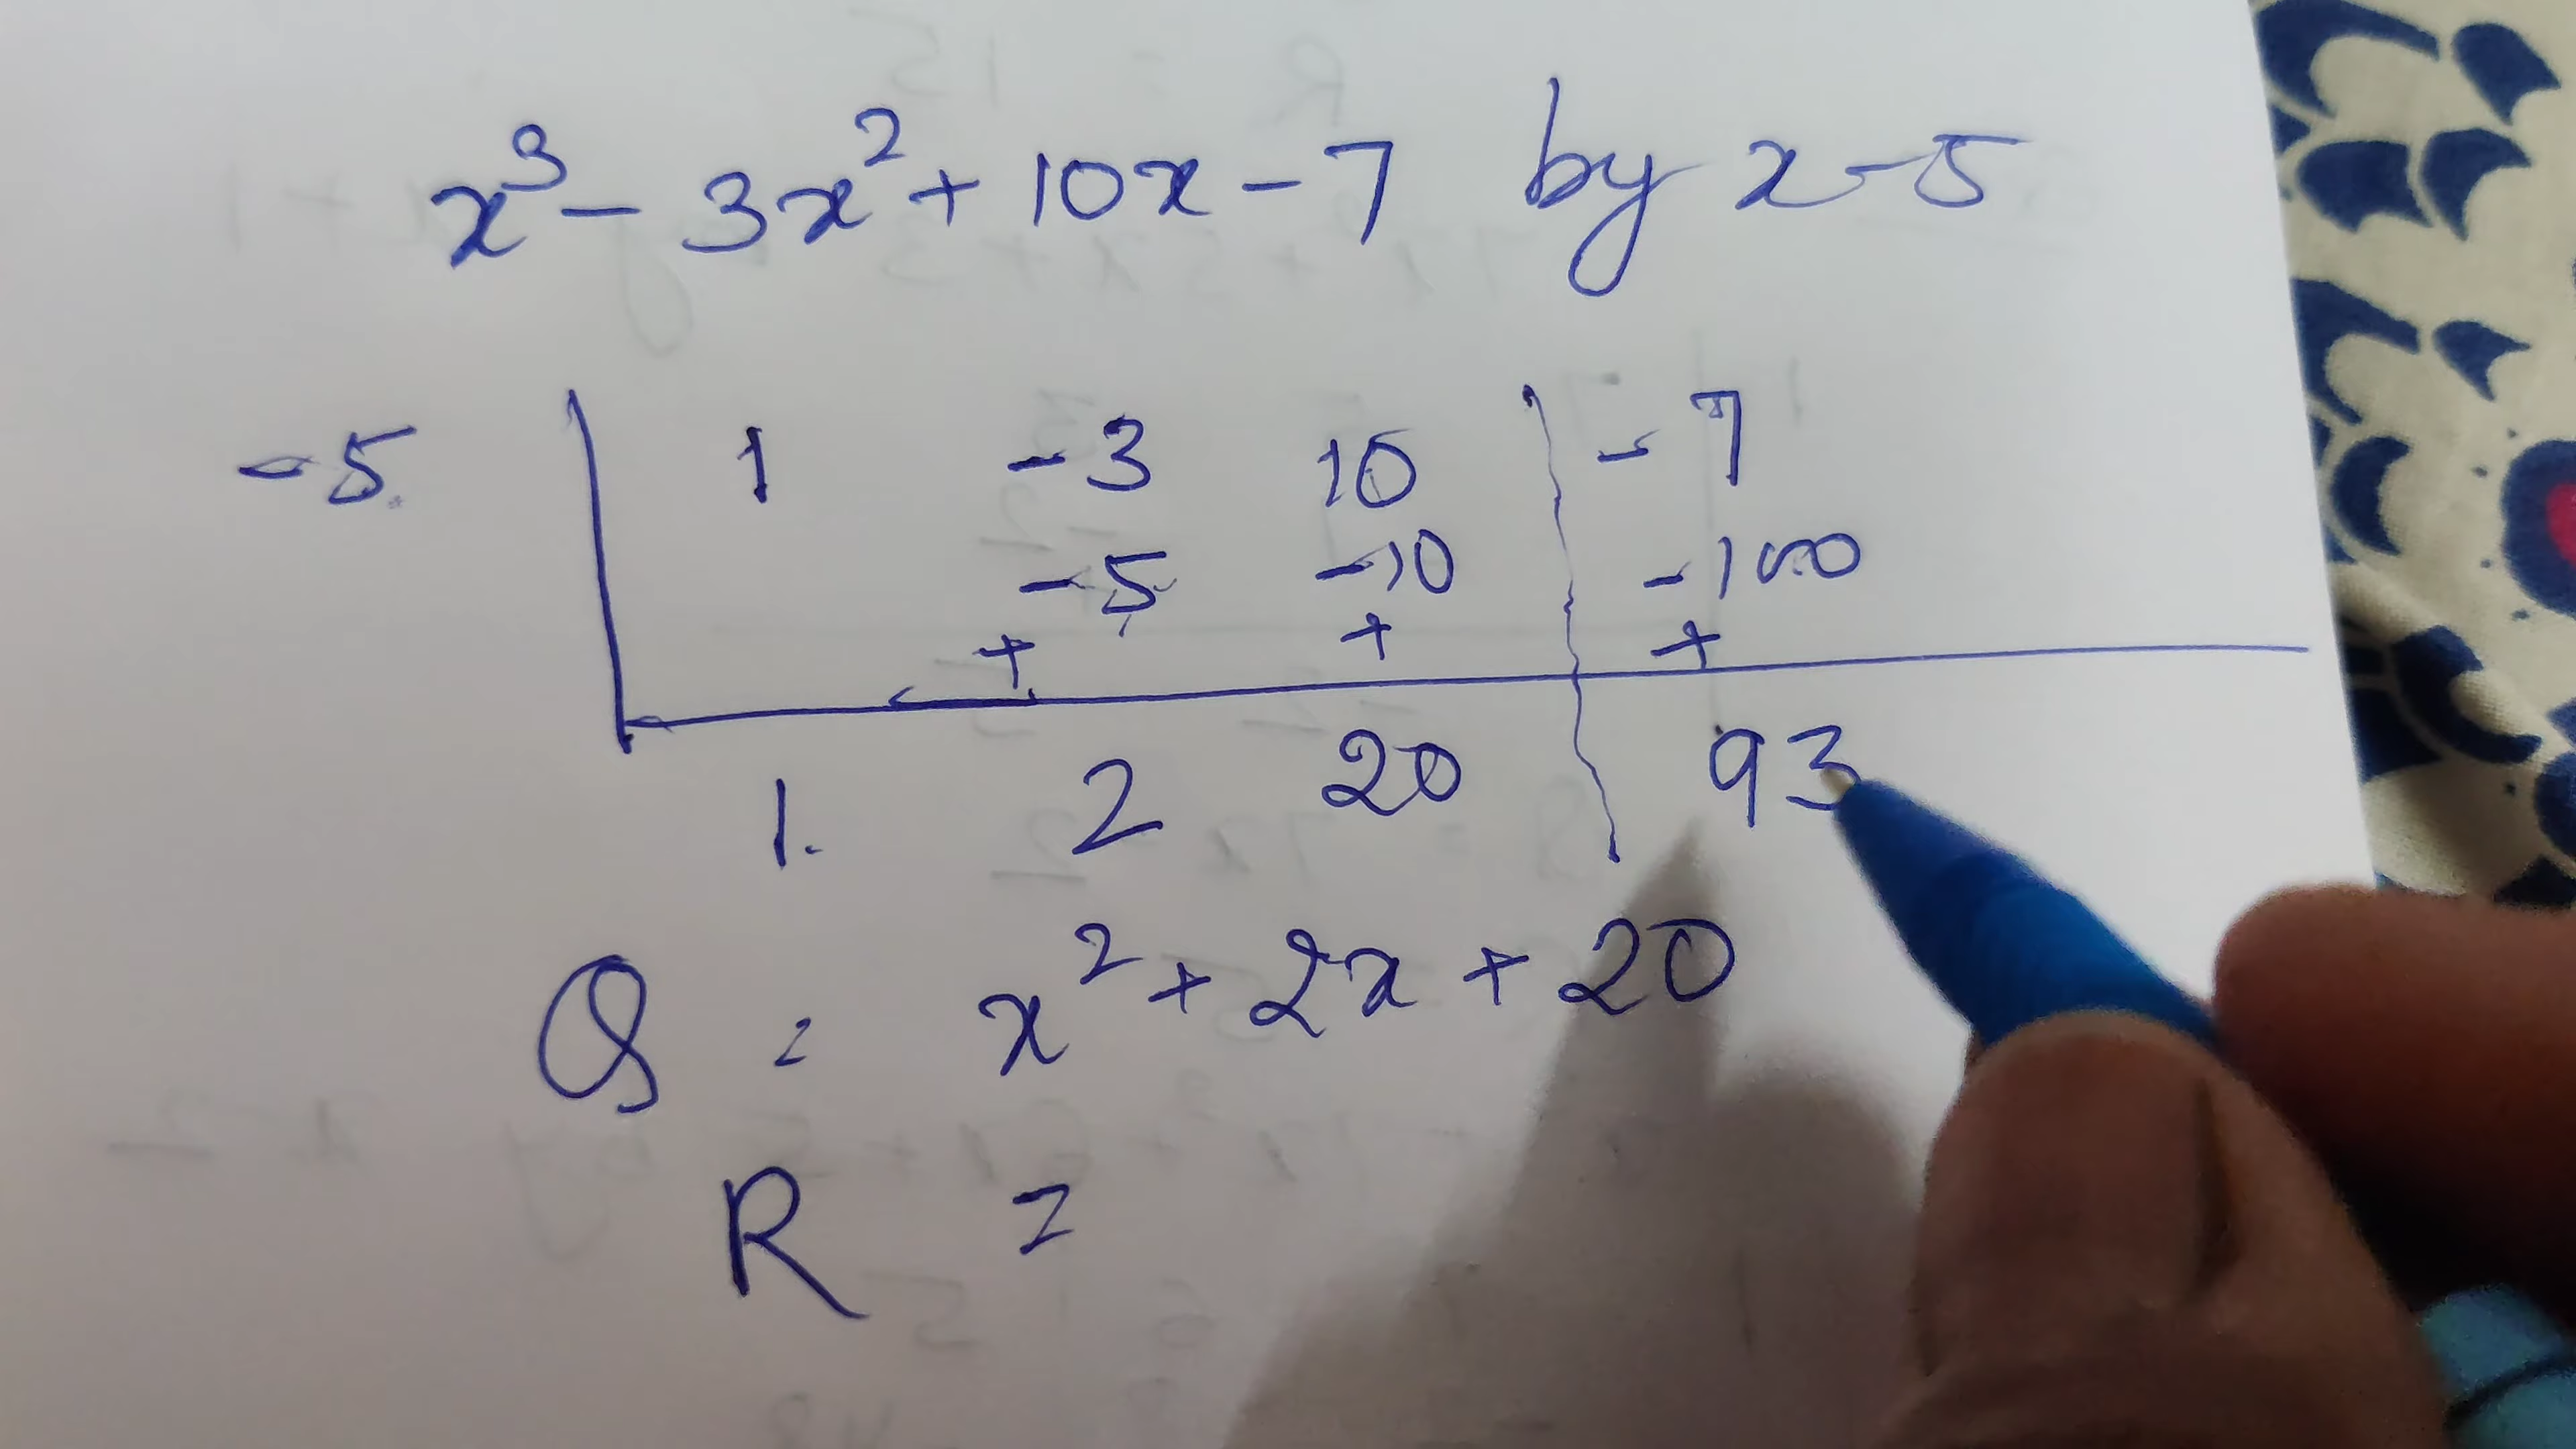 x³ - 3x² + 10x - 7 by x - 5
-5 1 -3 10 -7
-5 -10 -100
+ + +
1. 2 20 93
Q = x² + 2x + 20
R =